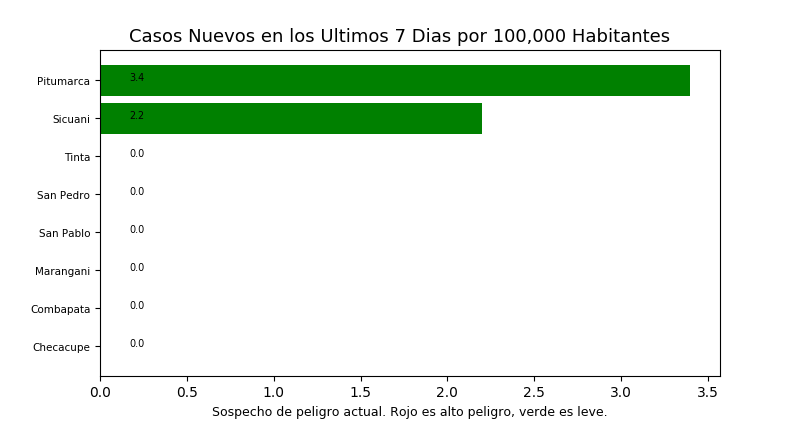 Casos Nuevos en los Ultimos 7 Dias por 100,000 Habitantes
Pitumarca 3.4
Sicuani 2.2
Tinta 0.0
San Pedro 0.0
San Pablo 0.0
Marangani 0.0
Combapata 0.0
Checacupe 0.0
0.0 0.5 1.0 1.5 2.0 2.5 3.0 3.5
Sospecho de peligro actual. Rojo es alto peligro, verde es leve.